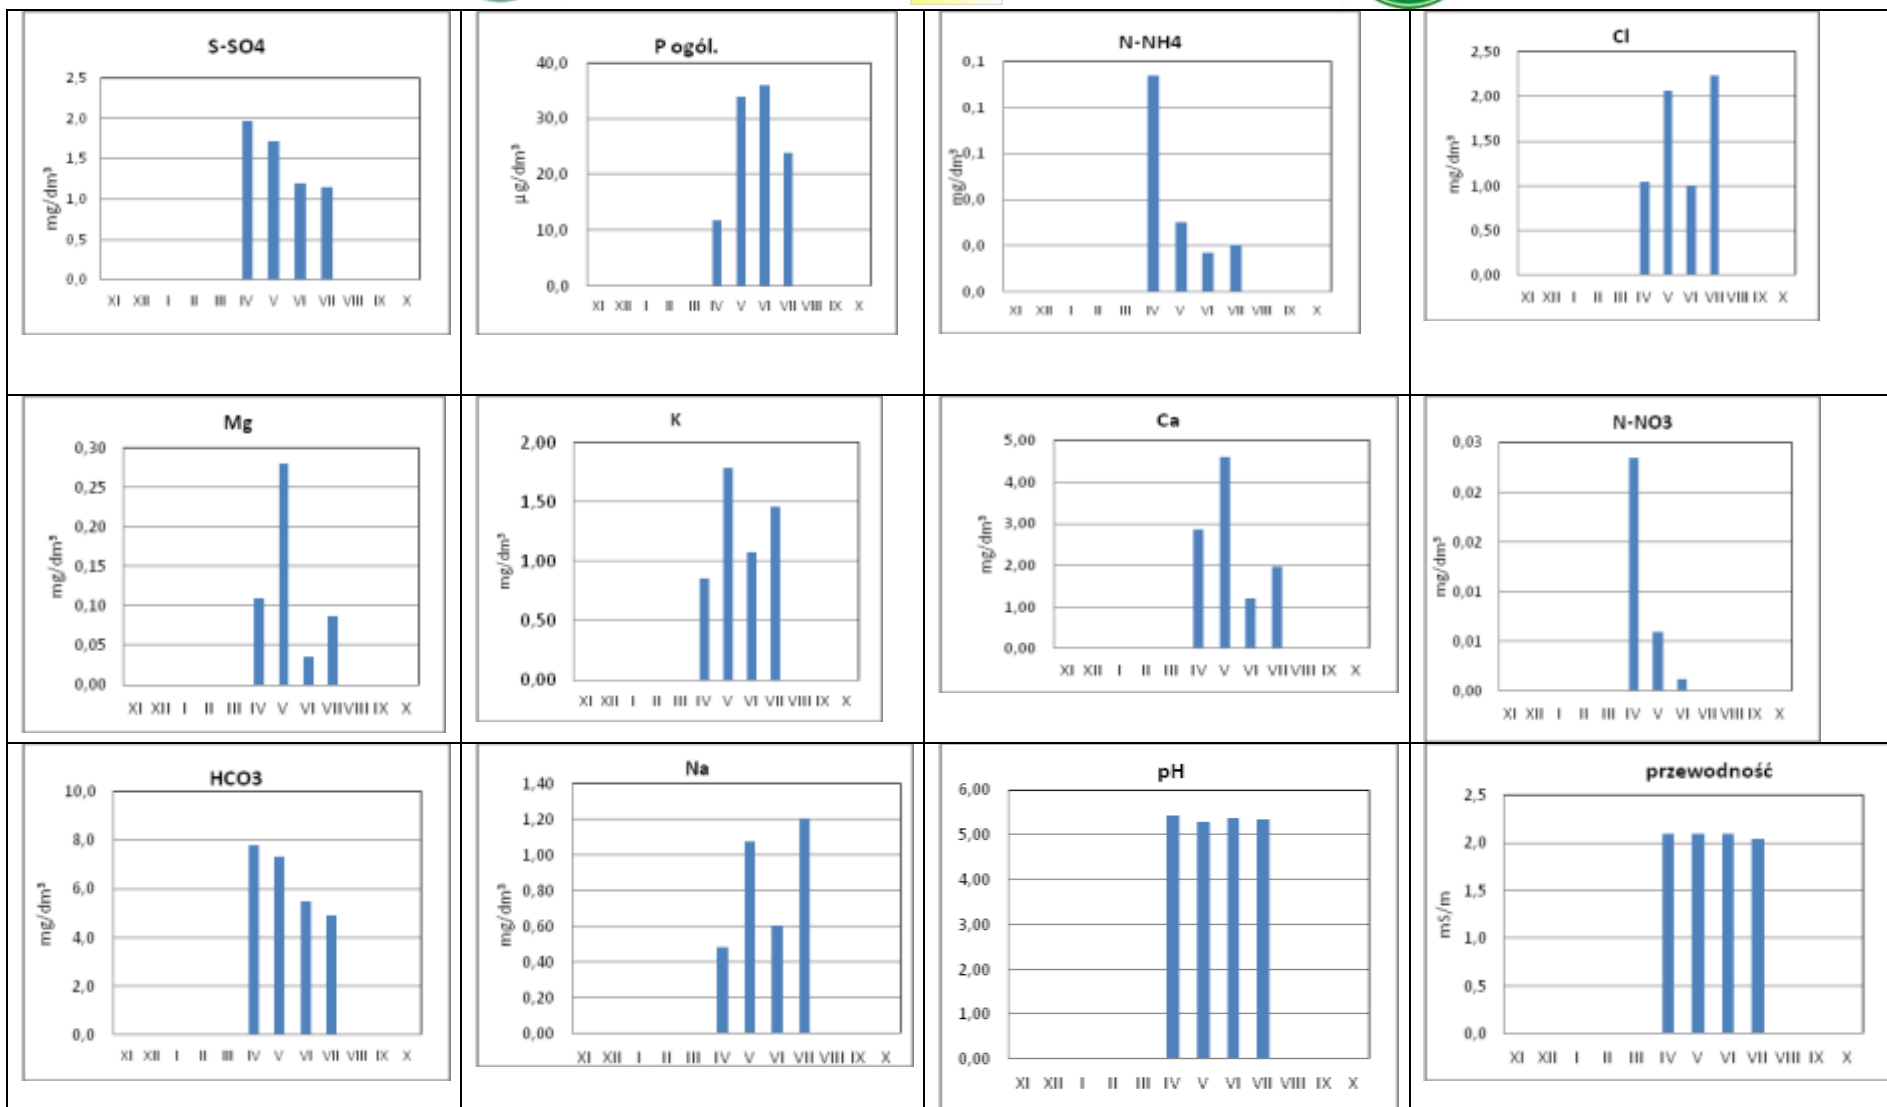 S-SO4
2,5
2,0
1,5
1,0
0,5
0,0
mg/dm³
XI XII I II III IV V VI VII VIII IX X
P ogól.
40,0
30,0
20,0
10,0
0,0
µg/dm³
XI XII I II III IV V VI VII VIII IX X
N-NH4
0,1
0,1
0,1
0,0
0,0
0,0
mg/dm³
XI XII I II III IV V VI VII VIII IX X
Cl
2,50
2,00
1,50
1,00
0,50
0,00
mg/dm³
XI XII I II III IV V VI VII VIII IX X
Mg
0,30
0,25
0,20
0,15
0,10
0,05
0,00
mg/dm³
XI XII I II III IV V VI VII VIII IX X
K
2,00
1,50
1,00
0,50
0,00
mg/dm³
XI XII I II III IV V VI VII VIII IX X
Ca
5,00
4,00
3,00
2,00
1,00
0,00
mg/dm³
XI XII I II III IV V VI VII VIII IX X
N-NO3
0,03
0,02
0,02
0,01
0,01
0,00
mg/dm³
XI XII I II III IV V VI VII VIII IX X
HCO3
10,0
8,0
6,0
4,0
2,0
0,0
mg/dm³
XI XII I II III IV V VI VII VIII IX X
Na
1,40
1,20
1,00
0,80
0,60
0,40
0,20
0,00
mg/dm³
XI XII I II III IV V VI VII VIII IX X
pH
6,00
5,00
4,00
3,00
2,00
1,00
0,00
XI XII I II III IV V VI VII VIII IX X
przewodność
2,5
2,0
1,5
1,0
0,5
0,0
mS/m
XI XII I II III IV V VI VII VIII IX X